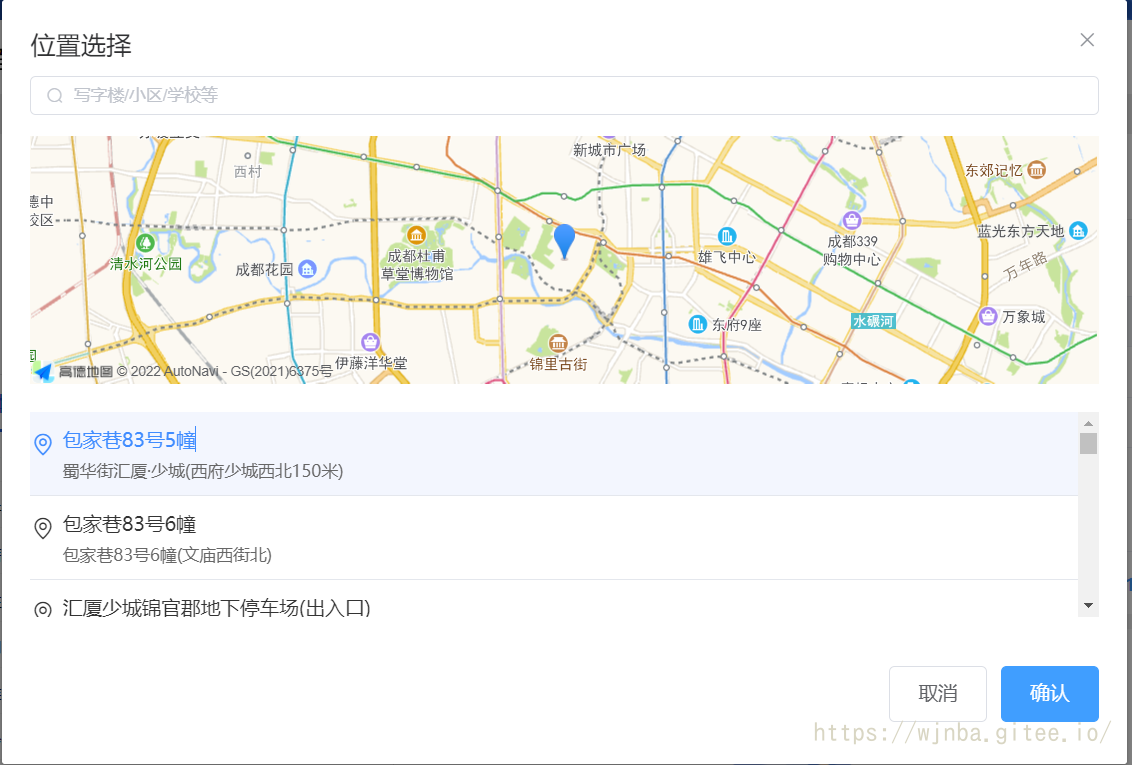 位置选择
写字楼/小区/学校等
新城市广场
西村
东郊记忆
德中
校区
成都339
购物中心
蓝光东方天地
清水河公园
成都花园
成都杜甫
草堂博物馆
雄飞中心
万年路
东府9座
水碾河
万象城
伊藤洋华堂
锦里古街
高德地图 © 2022 AutoNavi - GS(2021)6375号
包家巷83号5幢
蜀华街汇厦·少城(西府少城西北150米)
包家巷83号6幢
包家巷83号6幢(文庙西街北)
汇厦少城锦官郡地下停车场(出入口)
取消
确认
https://wjnba.gitee.io/